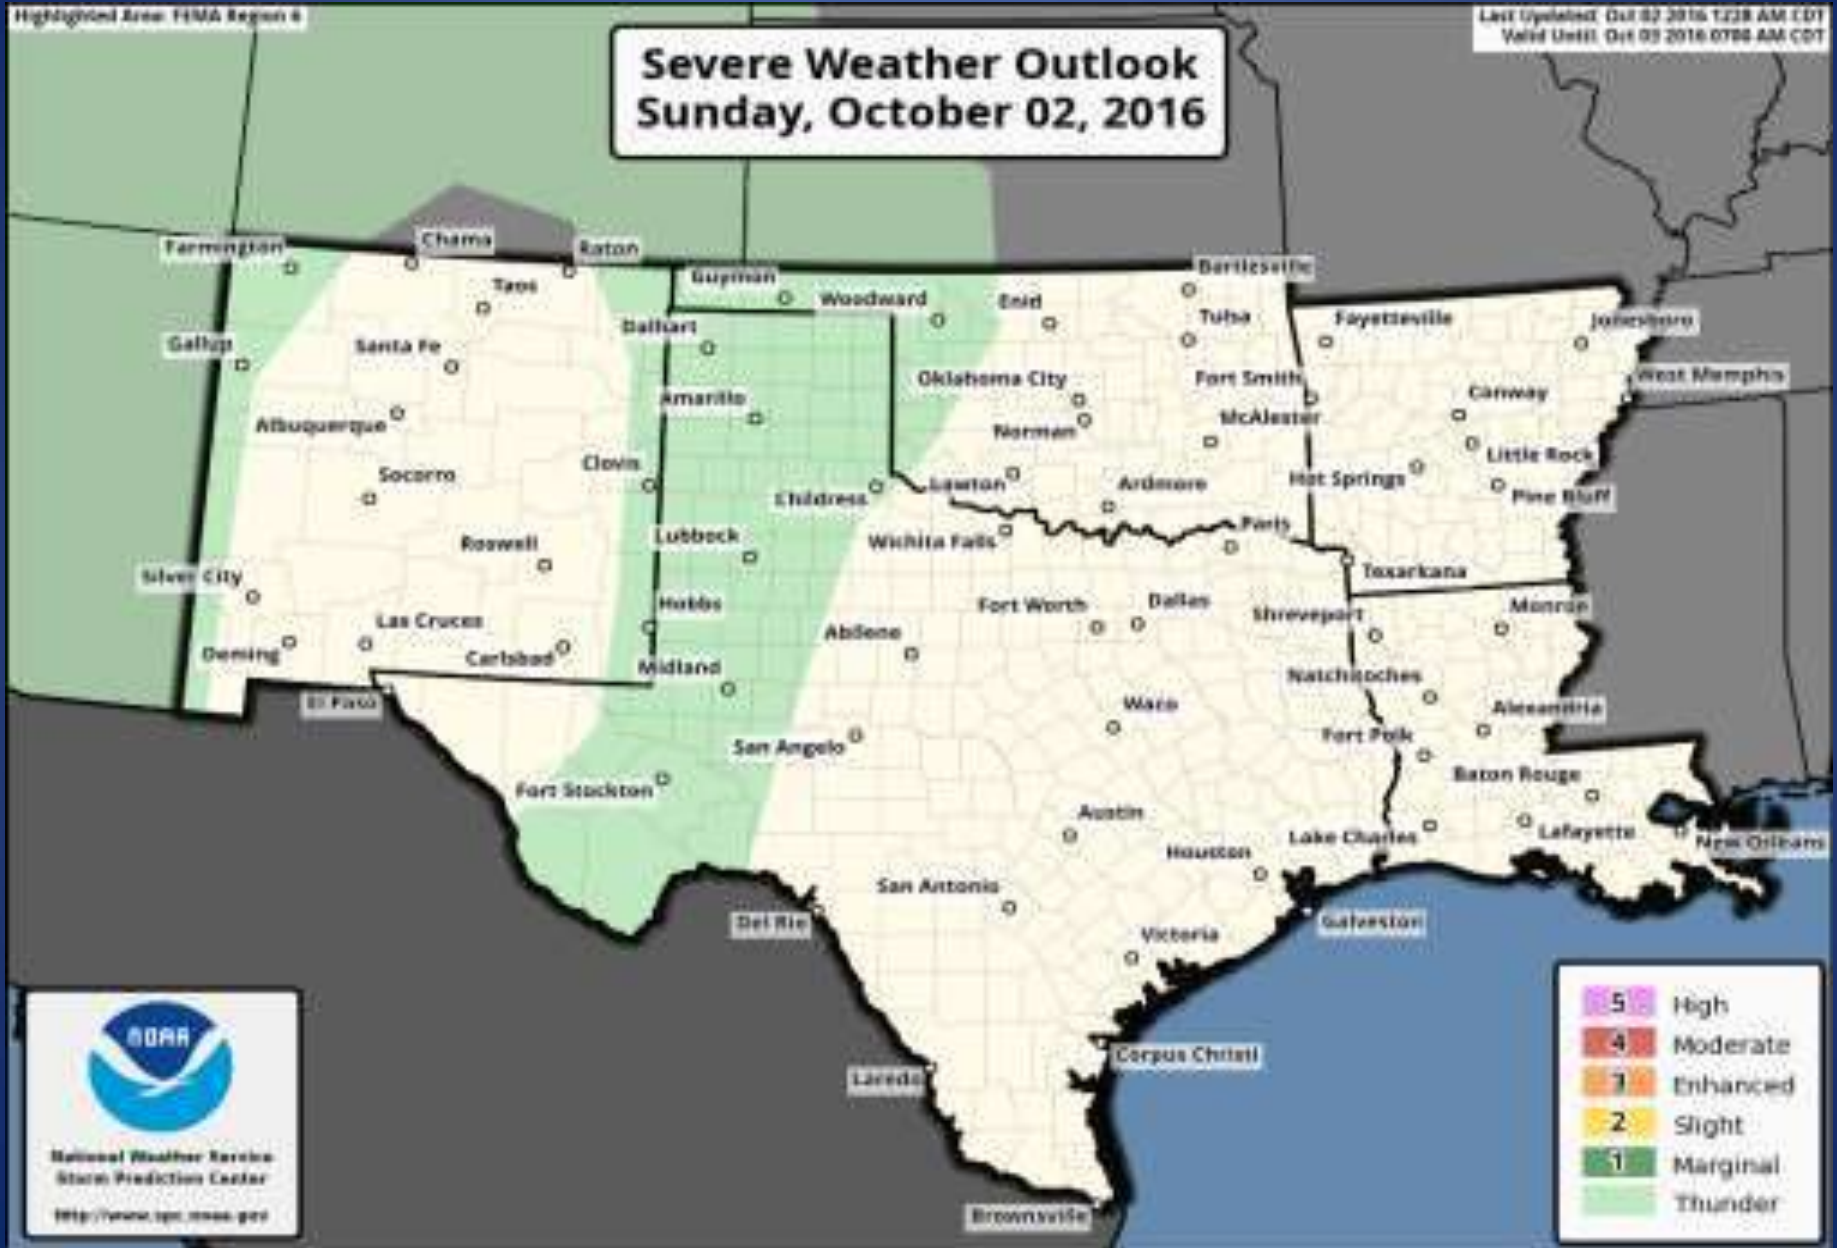 Highlighted Area: FEMA Region 6
Last Updated: Oct 02 2016 1228 AM CDT
Valid Until: Oct 03 2016 0700 AM CDT
Severe Weather Outlook
Sunday, October 02, 2016
Farmington
Chama
Raton
Guymon
Bartlesville
Taos
Woodward
Enid
Tulsa
Fayetteville
Jonesboro
Dalhart
Gallup
Santa Fe
Oklahoma City
Fort Smith
West Memphis
Amarillo
Conway
Albuquerque
Norman
McAlester
Clovis
Little Rock
Socorro
Childress
Lawton
Ardmore
Hot Springs
Pine Bluff
Roswell
Lubbock
Wichita Falls
Paris
Silver City
Texarkana
Hobbs
Fort Worth
Dallas
Shreveport
Monroe
Las Cruces
Abilene
Deming
Carlsbad
Midland
Natchitoches
El Paso
Waco
Alexandria
San Angelo
Fort Polk
Fort Stockton
Baton Rouge
Austin
Lake Charles
Lafayette
New Orleans
Houston
San Antonio
Del Rio
Victoria
Galveston
Corpus Christi
Laredo
Brownsville
NOAA
National Weather Service
Storm Prediction Center
http://www.spc.noaa.gov
5 High
4 Moderate
3 Enhanced
2 Slight
1 Marginal
Thunder